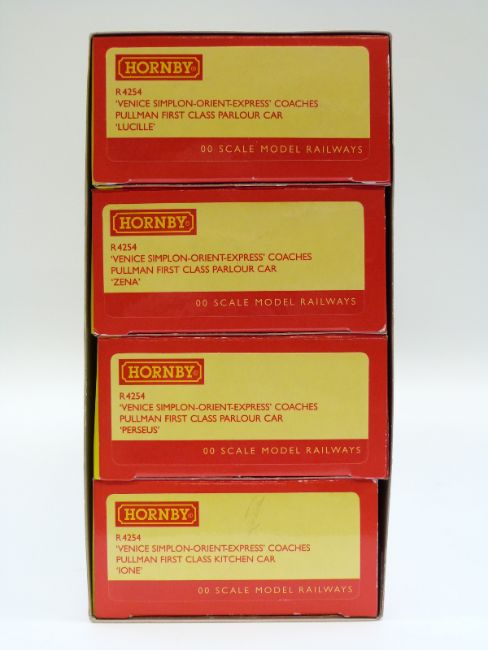 HORNBY®
R4254
'VENICE SIMPLON-ORIENT-EXPRESS' COACHES
PULLMAN FIRST CLASS PARLOUR CAR
'LUCILLE'
00 SCALE MODEL RAILWAYS
HORNBY®
R4254
'VENICE SIMPLON-ORIENT-EXPRESS' COACHES
PULLMAN FIRST CLASS PARLOUR CAR
'ZENA'
00 SCALE MODEL RAILWAYS
HORNBY®
R4254
'VENICE SIMPLON-ORIENT-EXPRESS' COACHES
PULLMAN FIRST CLASS PARLOUR CAR
'PERSEUS'
00 SCALE MODEL RAILWAYS
HORNBY®
R4254
'VENICE SIMPLON-ORIENT-EXPRESS' COACHES
PULLMAN FIRST CLASS KITCHEN CAR
'IONE'
00 SCALE MODEL RAILWAYS